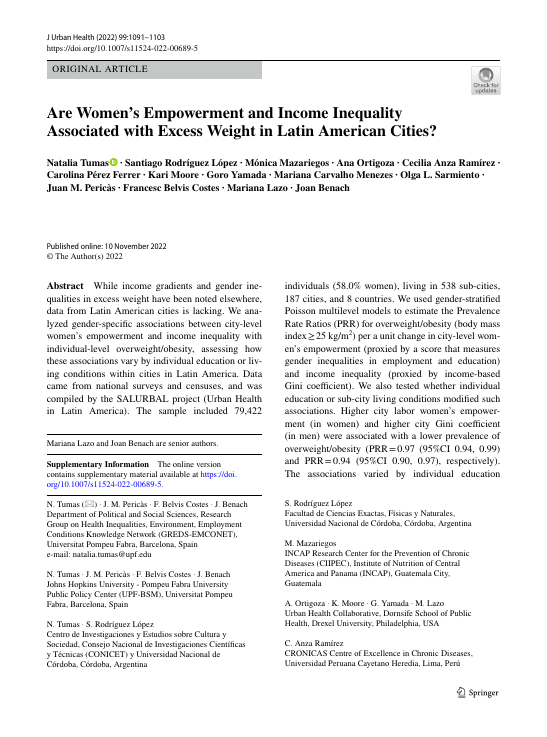 J Urban Health (2022) 99:1091–1103
https://doi.org/10.1007/s11524-022-00689-5
ORIGINAL ARTICLE
Check for
updates
Are Women's Empowerment and Income Inequality
Associated with Excess Weight in Latin American Cities?
Natalia Tumas · Santiago Rodríguez López · Mónica Mazariegos · Ana Ortigoza · Cecilia Anza Ramírez ·
Carolina Pérez Ferrer · Kari Moore · Goro Yamada · Mariana Carvalho Menezes · Olga L. Sarmiento ·
Juan M. Pericàs · Francesc Belvis Costes · Mariana Lazo · Joan Benach
Published online: 10 November 2022
© The Author(s) 2022
Abstract While income gradients and gender ine-
qualities in excess weight have been noted elsewhere,
data from Latin American cities is lacking. We ana-
lyzed gender-specific associations between city-level
women's empowerment and income inequality with
individual-level overweight/obesity, assessing how
these associations vary by individual education or liv-
ing conditions within cities in Latin America. Data
came from national surveys and censuses, and was
compiled by the SALURBAL project (Urban Health
in Latin America). The sample included 79,422
individuals (58.0% women), living in 538 sub-cities,
187 cities, and 8 countries. We used gender-stratified
Poisson multilevel models to estimate the Prevalence
Rate Ratios (PRR) for overweight/obesity (body mass
index ≥ 25 kg/m²) per a unit change in city-level wom-
en's empowerment (proxied by a score that measures
gender inequalities in employment and education)
and income inequality (proxied by income-based
Gini coefficient). We also tested whether individual
education or sub-city living conditions modified such
associations. Higher city labor women's empower-
ment (in women) and higher city Gini coefficient
(in men) were associated with a lower prevalence of
overweight/obesity (PRR = 0.97 (95%CI 0.94, 0.99)
and PRR = 0.94 (95%CI 0.90, 0.97), respectively).
The associations varied by individual education
Mariana Lazo and Joan Benach are senior authors.
Supplementary Information The online version
contains supplementary material available at https://doi.
org/10.1007/s11524-022-00689-5.
N. Tumas (✉) · J. M. Pericàs · F. Belvis Costes · J. Benach
Department of Political and Social Sciences, Research
Group on Health Inequalities, Environment, Employment
Conditions Knowledge Network (GREDS-EMCONET),
Universitat Pompeu Fabra, Barcelona, Spain
e-mail: natalia.tumas@upf.edu
N. Tumas · J. M. Pericàs · F. Belvis Costes · J. Benach
Johns Hopkins University - Pompeu Fabra University
Public Policy Center (UPF-BSM), Universitat Pompeu
Fabra, Barcelona, Spain
N. Tumas · S. Rodríguez López
Centro de Investigaciones y Estudios sobre Cultura y
Sociedad, Consejo Nacional de Investigaciones Científicas
y Técnicas (CONICET) y Universidad Nacional de
Córdoba, Córdoba, Argentina
S. Rodríguez López
Facultad de Ciencias Exactas, Físicas y Naturales,
Universidad Nacional de Córdoba, Córdoba, Argentina
M. Mazariegos
INCAP Research Center for the Prevention of Chronic
Diseases (CIIPEC), Institute of Nutrition of Central
America and Panama (INCAP), Guatemala City,
Guatemala
A. Ortigoza · K. Moore · G. Yamada · M. Lazo
Urban Health Collaborative, Dornsife School of Public
Health, Drexel University, Philadelphia, USA
C. Anza Ramírez
CRONICAS Centre of Excellence in Chronic Diseases,
Universidad Peruana Cayetano Heredia, Lima, Perú
Springer